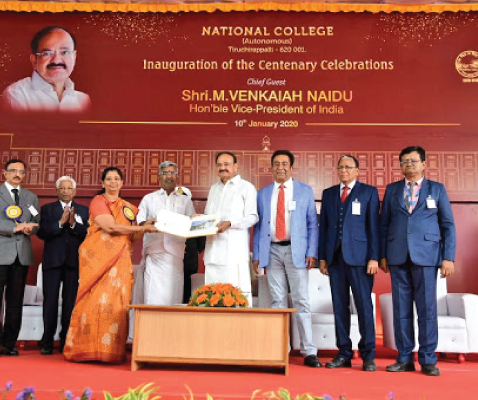 NATIONAL COLLEGE
(Autonomous)
Tiruchirappalli - 620 001.
Inauguration of the Centenary Celebrations
Chief Guest
Shri.M.VENKAIAH NAIDU
Hon'ble Vice-President of India
10th January 2020